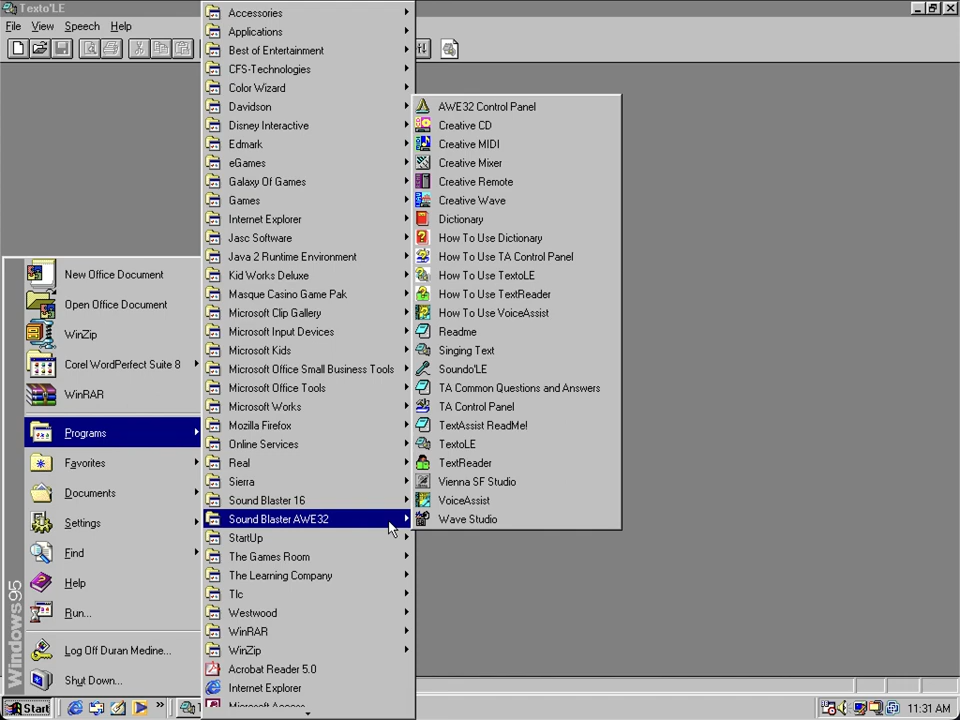 Texto'LE
File View Speech Help
New Office Document
Open Office Document
WinZip
Corel WordPerfect Suite 8
WinRAR
Programs
Favorites
Documents
Settings
Find
Help
Run...
Log Off Duran Medine...
Shut Down...
Windows95
Accessories
Applications
Best of Entertainment
CFS-Technologies
Color Wizard
Davidson
Disney Interactive
Edmark
eGames
Galaxy Of Games
Games
Internet Explorer
Jasc Software
Java 2 Runtime Environment
Kid Works Deluxe
Masque Casino Game Pak
Microsoft Clip Gallery
Microsoft Input Devices
Microsoft Kids
Microsoft Office Small Business Tools
Microsoft Office Tools
Microsoft Works
Mozilla Firefox
Online Services
Real
Sierra
Sound Blaster 16
Sound Blaster AWE32
StartUp
The Games Room
The Learning Company
Tlc
Westwood
WinRAR
WinZip
Acrobat Reader 5.0
Internet Explorer
Microsoft Access
AWE32 Control Panel
Creative CD
Creative MIDI
Creative Mixer
Creative Remote
Creative Wave
Dictionary
How To Use Dictionary
How To Use TA Control Panel
How To Use TextoLE
How To Use TextReader
How To Use VoiceAssist
Readme
Singing Text
Soundo'LE
TA Common Questions and Answers
TA Control Panel
TextAssist ReadMe!
TextoLE
TextReader
Vienna SF Studio
VoiceAssist
Wave Studio
Start
11:31 AM